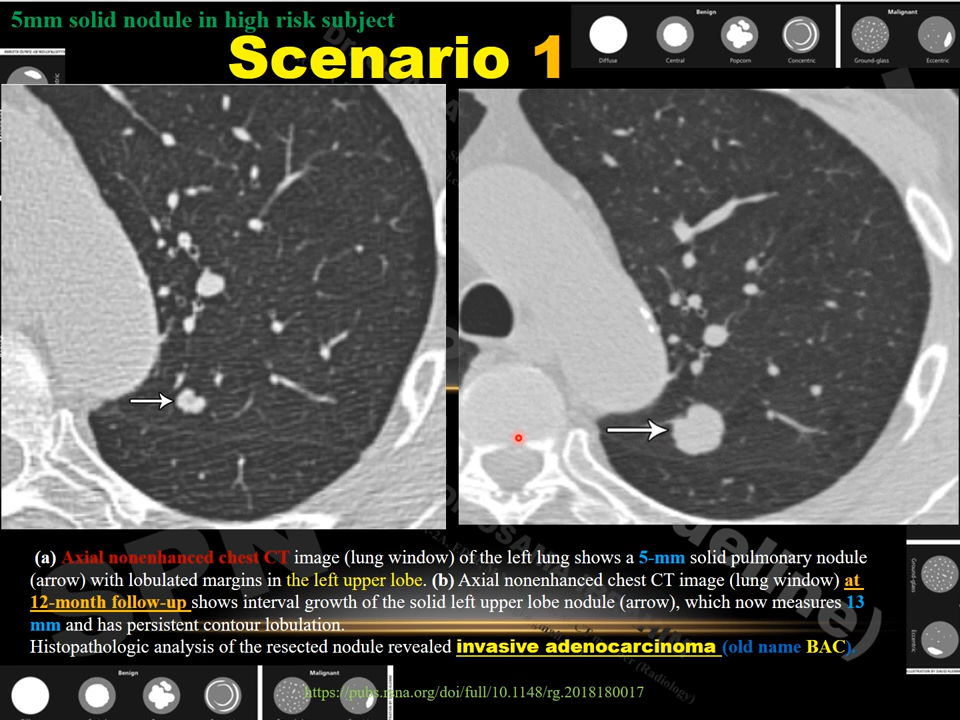 5mm solid nodule in high risk subject
Scenario 1
Benign
Malignant
Diffuse
Central
Popcorn
Concentric
Ground-glass
Eccentric
(a) Axial nonenhanced chest CT image (lung window) of the left lung shows a 5-mm solid pulmonary nodule
(arrow) with lobulated margins in the left upper lobe. (b) Axial nonenhanced chest CT image (lung window) at
12-month follow-up shows interval growth of the solid left upper lobe nodule (arrow), which now measures 13
mm and has persistent contour lobulation.
Histopathologic analysis of the resected nodule revealed invasive adenocarcinoma (old name BAC).
Ground-glass
Eccentric
Benign
Malignant
https://pubs.rsna.org/doi/full/10.1148/rg.2018180017
(Radiology)